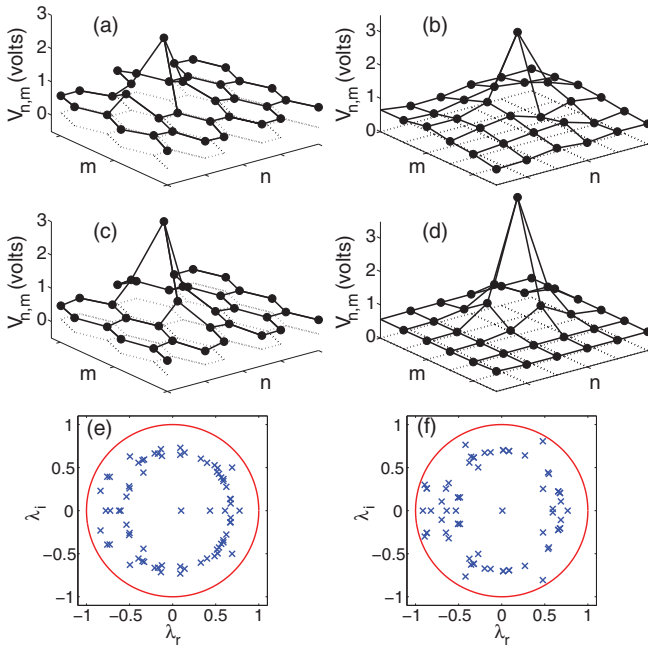 (a)
V_{n,m} (volts)
3
2
1
0
m
n
(b)
V_{n,m} (volts)
3
2
1
0
m
n
(c)
V_{n,m} (volts)
3
2
1
0
m
n
(d)
V_{n,m} (volts)
3
2
1
0
m
n
(e)
λ_i
1
0.5
0
−0.5
−1
−1 −0.5 0 0.5 1
λ_r
(f)
λ_i
1
0.5
0
−0.5
−1
−1 −0.5 0 0.5 1
λ_r